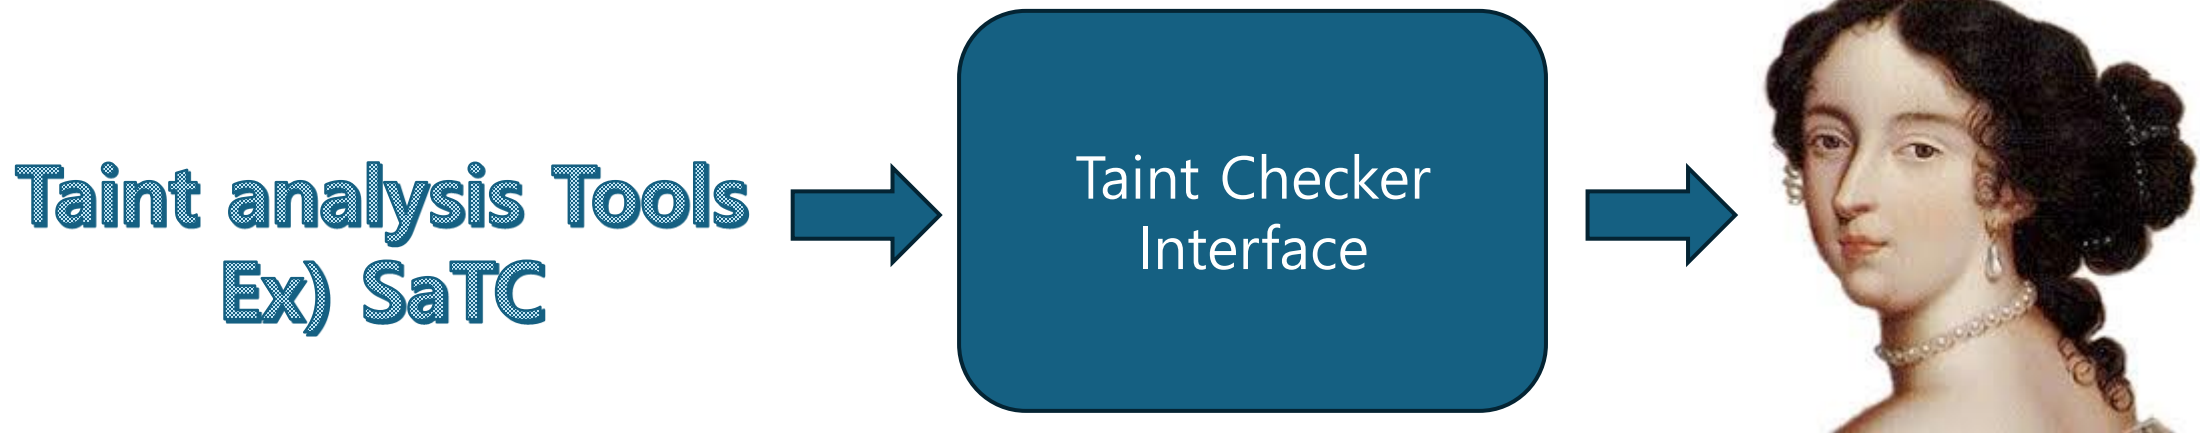 Taint analysis Tools
Ex) SaTC
Taint Checker
Interface